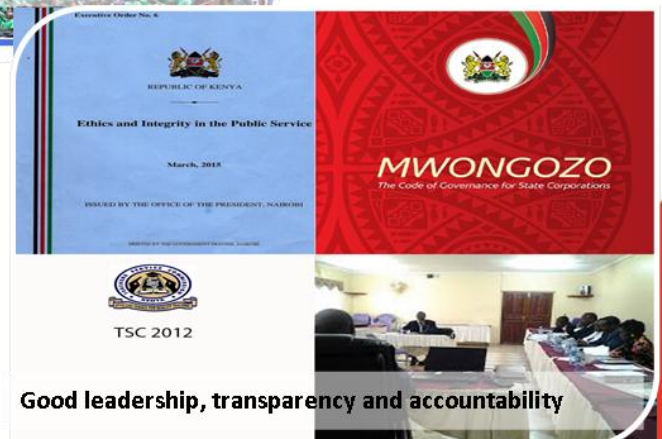 Executive Order No. 6
REPUBLIC OF KENYA
Ethics and Integrity in the Public Service
March, 2015
ISSUED BY THE OFFICE OF THE PRESIDENT, NAIROBI
MWONGOZO
The Code of Governance for State Corporations
TSC 2012
Good leadership, transparency and accountability